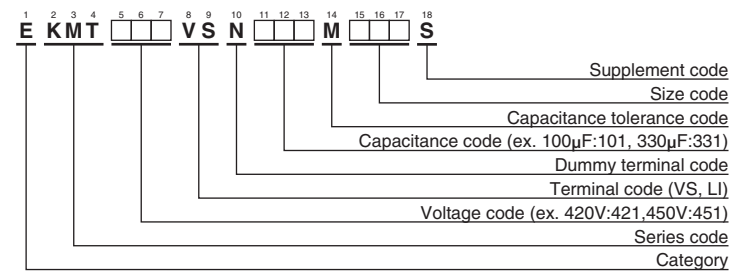 1 2 3 4 5 6 7 8 9 10 11 12 13 14 15 16 17 18
E KMT VS N M S
Supplement code
Size code
Capacitance tolerance code
Capacitance code (ex. 100µF:101, 330µF:331)
Dummy terminal code
Terminal code (VS, LI)
Voltage code (ex. 420V:421,450V:451)
Series code
Category